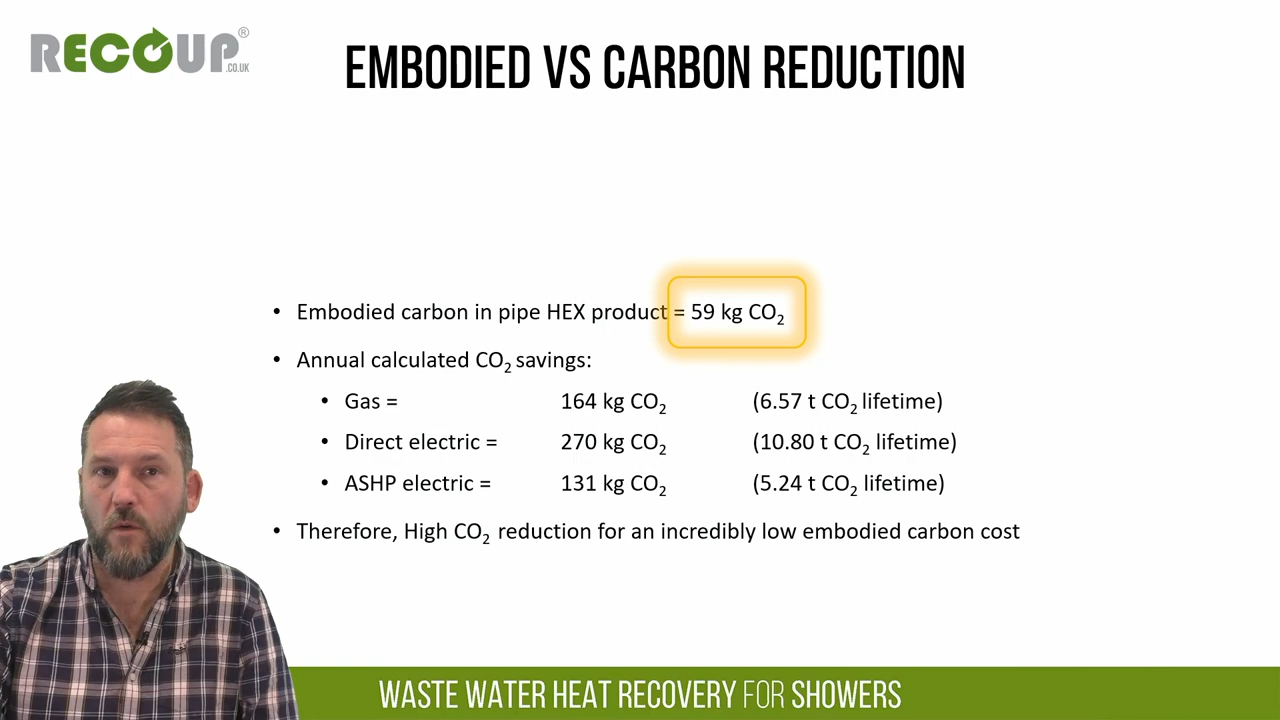 RECOUP®
.CO.UK
EMBODIED VS CARBON REDUCTION
• Embodied carbon in pipe HEX product = 59 kg CO₂
• Annual calculated CO₂ savings:
• Gas = 164 kg CO₂ (6.57 t CO₂ lifetime)
• Direct electric = 270 kg CO₂ (10.80 t CO₂ lifetime)
• ASHP electric = 131 kg CO₂ (5.24 t CO₂ lifetime)
• Therefore, High CO₂ reduction for an incredibly low embodied carbon cost
WASTE WATER HEAT RECOVERY FOR SHOWERS